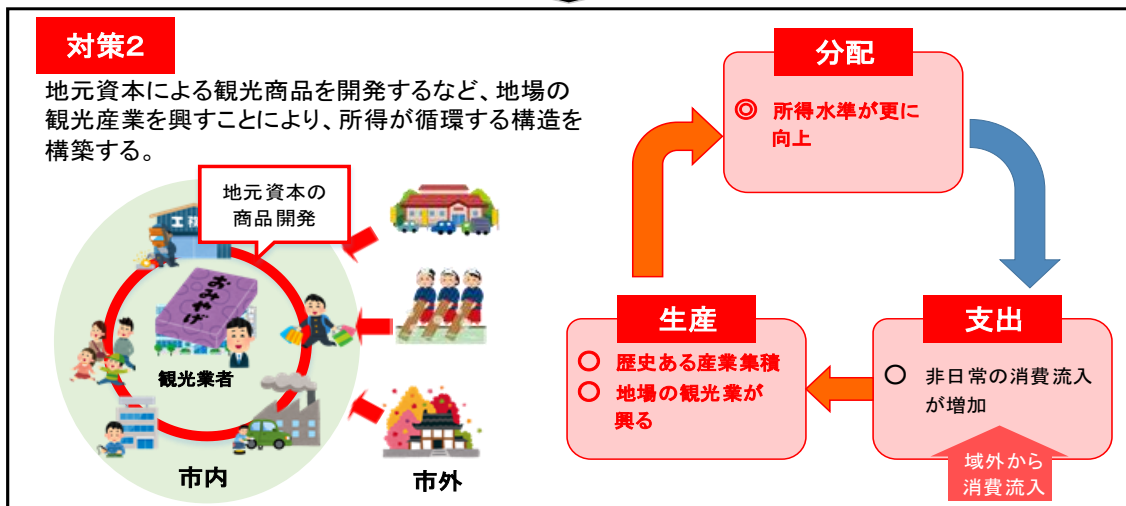 対策2
地元資本による観光商品を開発するなど、地場の
観光産業を興すことにより、所得が循環する構造を
構築する。
地元資本の
商品開発
工務
おみやげ
観光業者
市内
市外
分配
◎ 所得水準が更に
向上
生産
○ 歴史ある産業集積
○ 地場の観光業が
興る
支出
○ 非日常の消費流入
が増加
域外から
消費流入